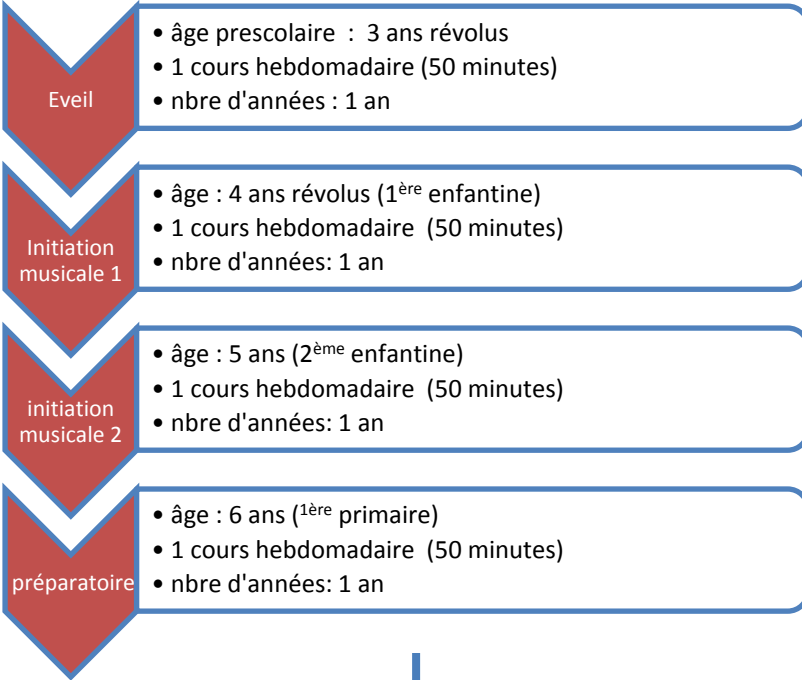 Eveil
• âge prescolaire : 3 ans révolus
• 1 cours hebdomadaire (50 minutes)
• nbre d'années : 1 an
Initiation
musicale 1
• âge : 4 ans révolus (1ère enfantine)
• 1 cours hebdomadaire (50 minutes)
• nbre d'années: 1 an
initiation
musicale 2
• âge : 5 ans (2ème enfantine)
• 1 cours hebdomadaire (50 minutes)
• nbre d'années: 1 an
préparatoire
• âge : 6 ans (1ère primaire)
• 1 cours hebdomadaire (50 minutes)
• nbre d'années: 1 an